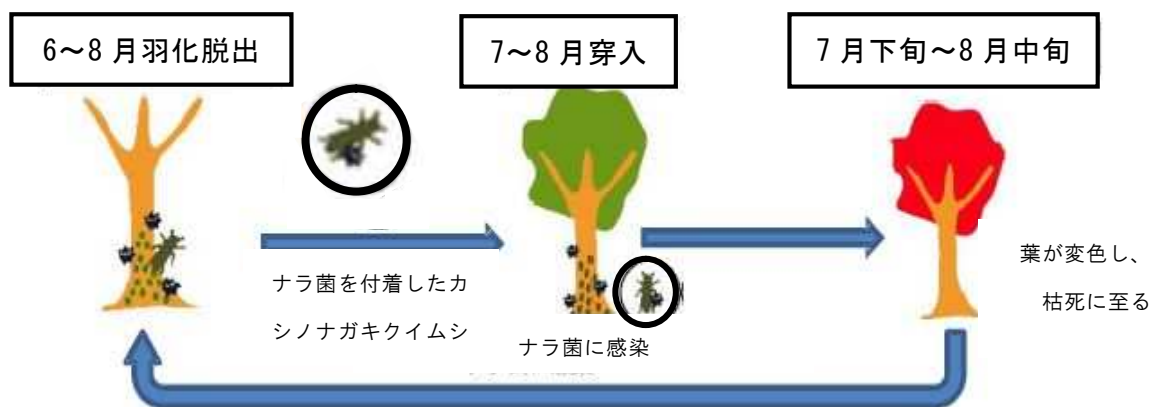 6～8月羽化脱出
7～8月穿入
7月下旬～8月中旬
ナラ菌を付着したカ
シノナガキクイムシ
ナラ菌に感染
葉が変色し、
枯死に至る